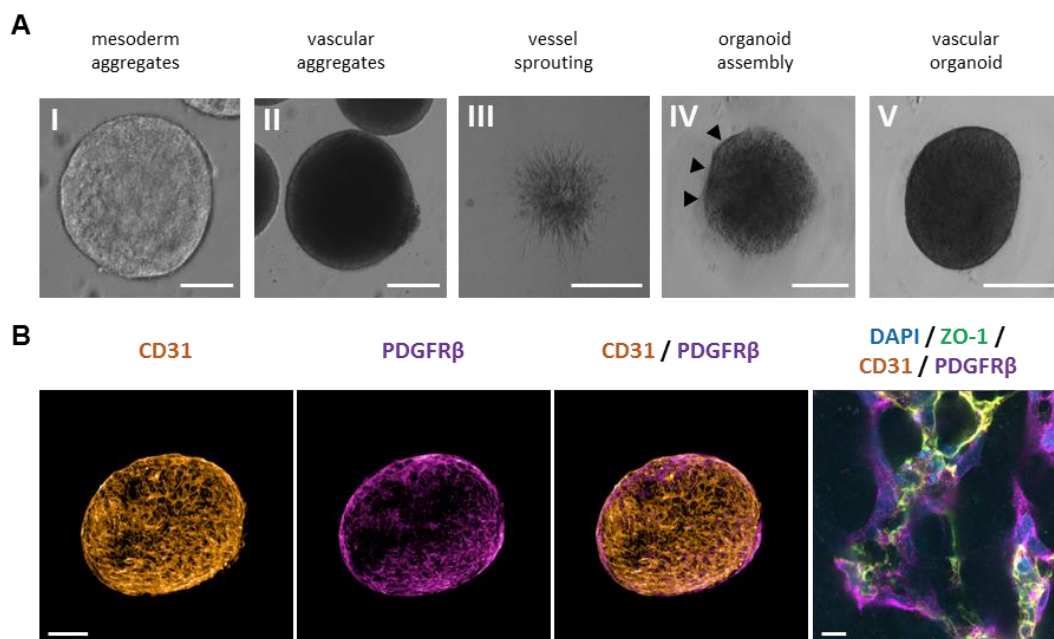 A
mesoderm
aggregates
vascular
aggregates
vessel
sprouting
organoid
assembly
vascular
organoid
I
II
III
IV
V
B
CD31
PDGFRβ
CD31 / PDGFRβ
DAPI / ZO-1 /
CD31 / PDGFRβ